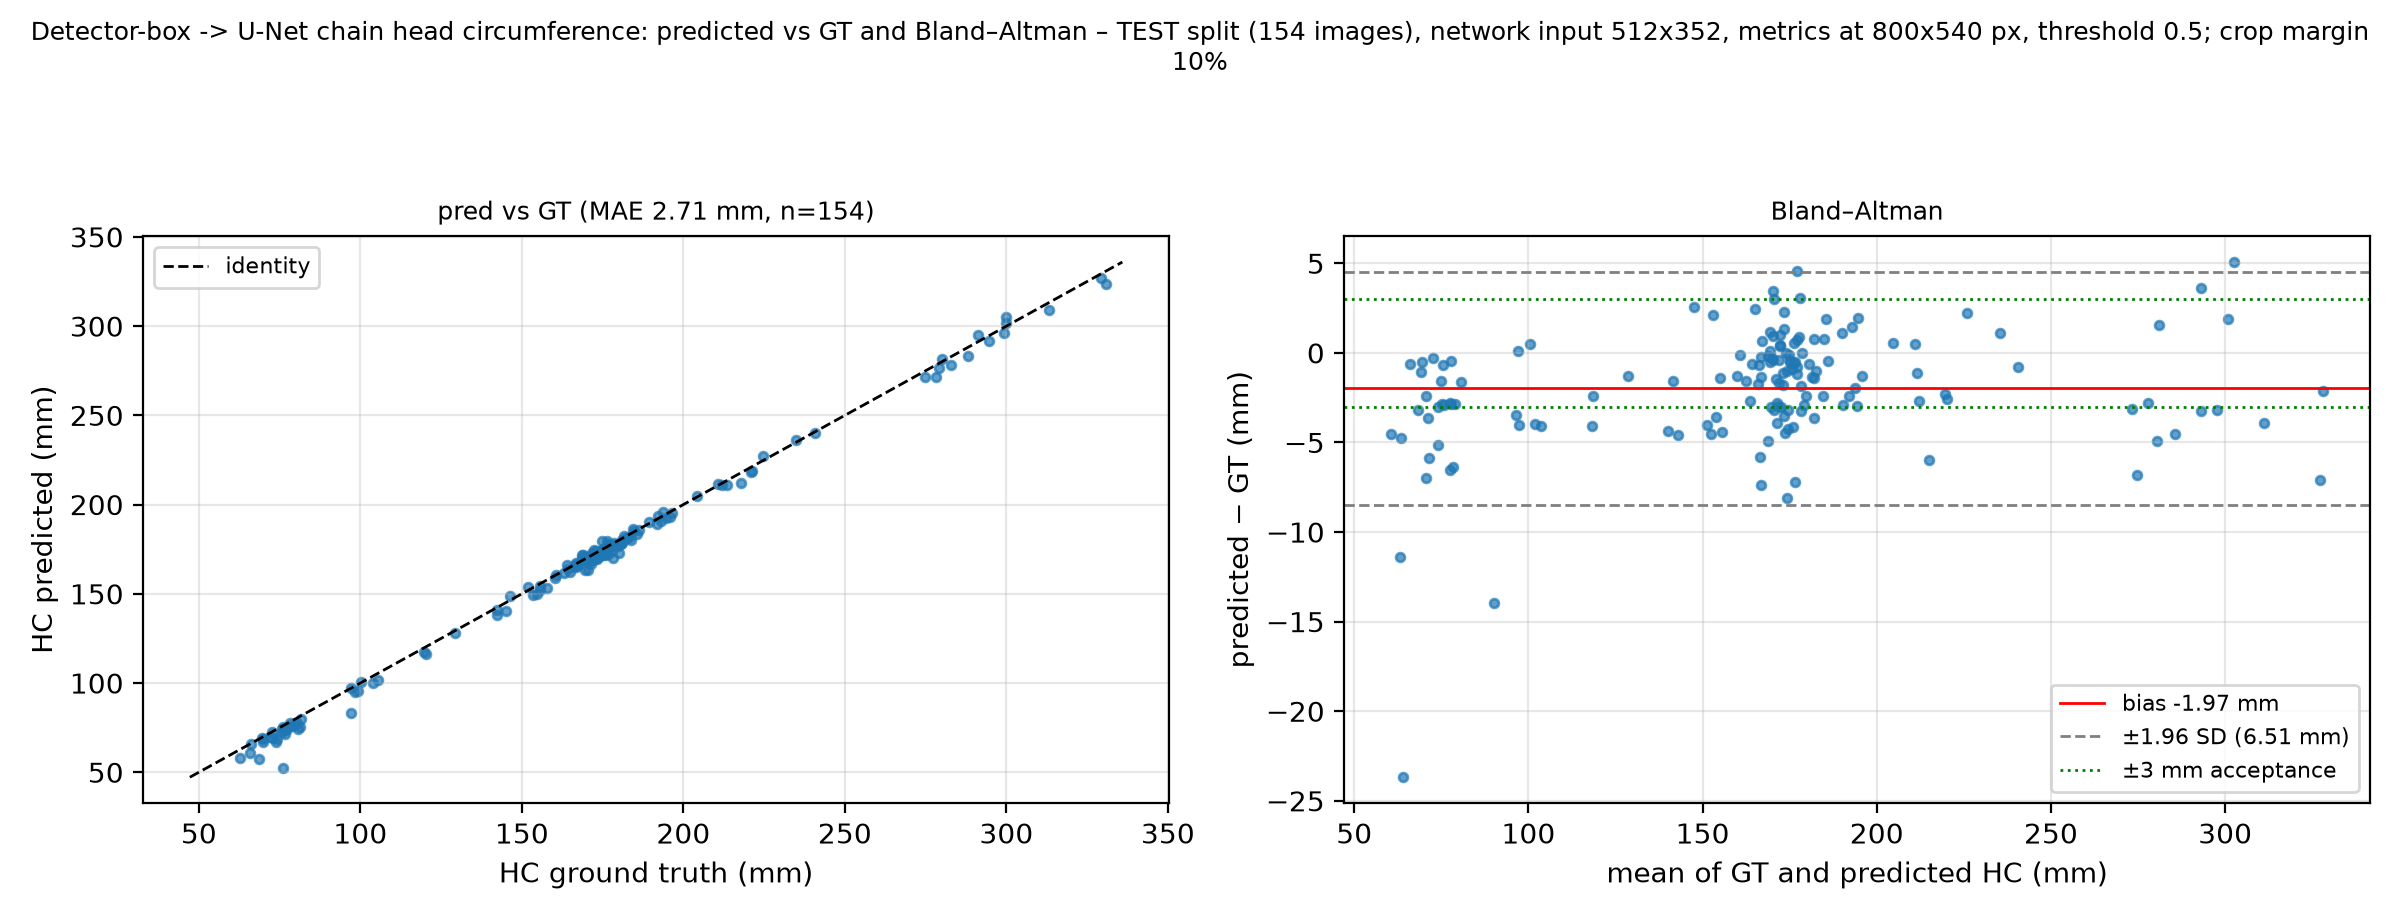 Detector-box -> U-Net chain head circumference: predicted vs GT and Bland–Altman – TEST split (154 images), network input 512x352, metrics at 800x540 px, threshold 0.5; crop margin
10%
pred vs GT (MAE 2.71 mm, n=154)
identity
350
300
250
200
150
100
50
HC predicted (mm)
50 100 150 200 250 300 350
HC ground truth (mm)
Bland–Altman
5
0
−5
−10
−15
−20
−25
predicted − GT (mm)
bias -1.97 mm
±1.96 SD (6.51 mm)
±3 mm acceptance
50 100 150 200 250 300
mean of GT and predicted HC (mm)